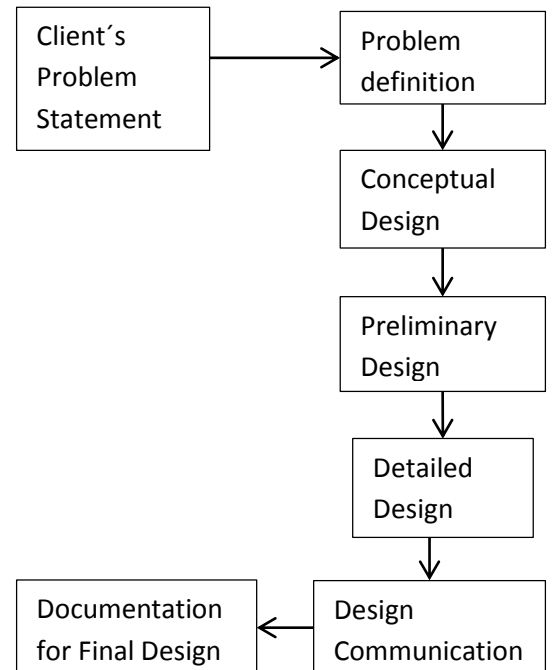 Client´s
Problem
Statement
Problem
definition
Conceptual
Design
Preliminary
Design
Detailed
Design
Design
Communication
Documentation
for Final Design